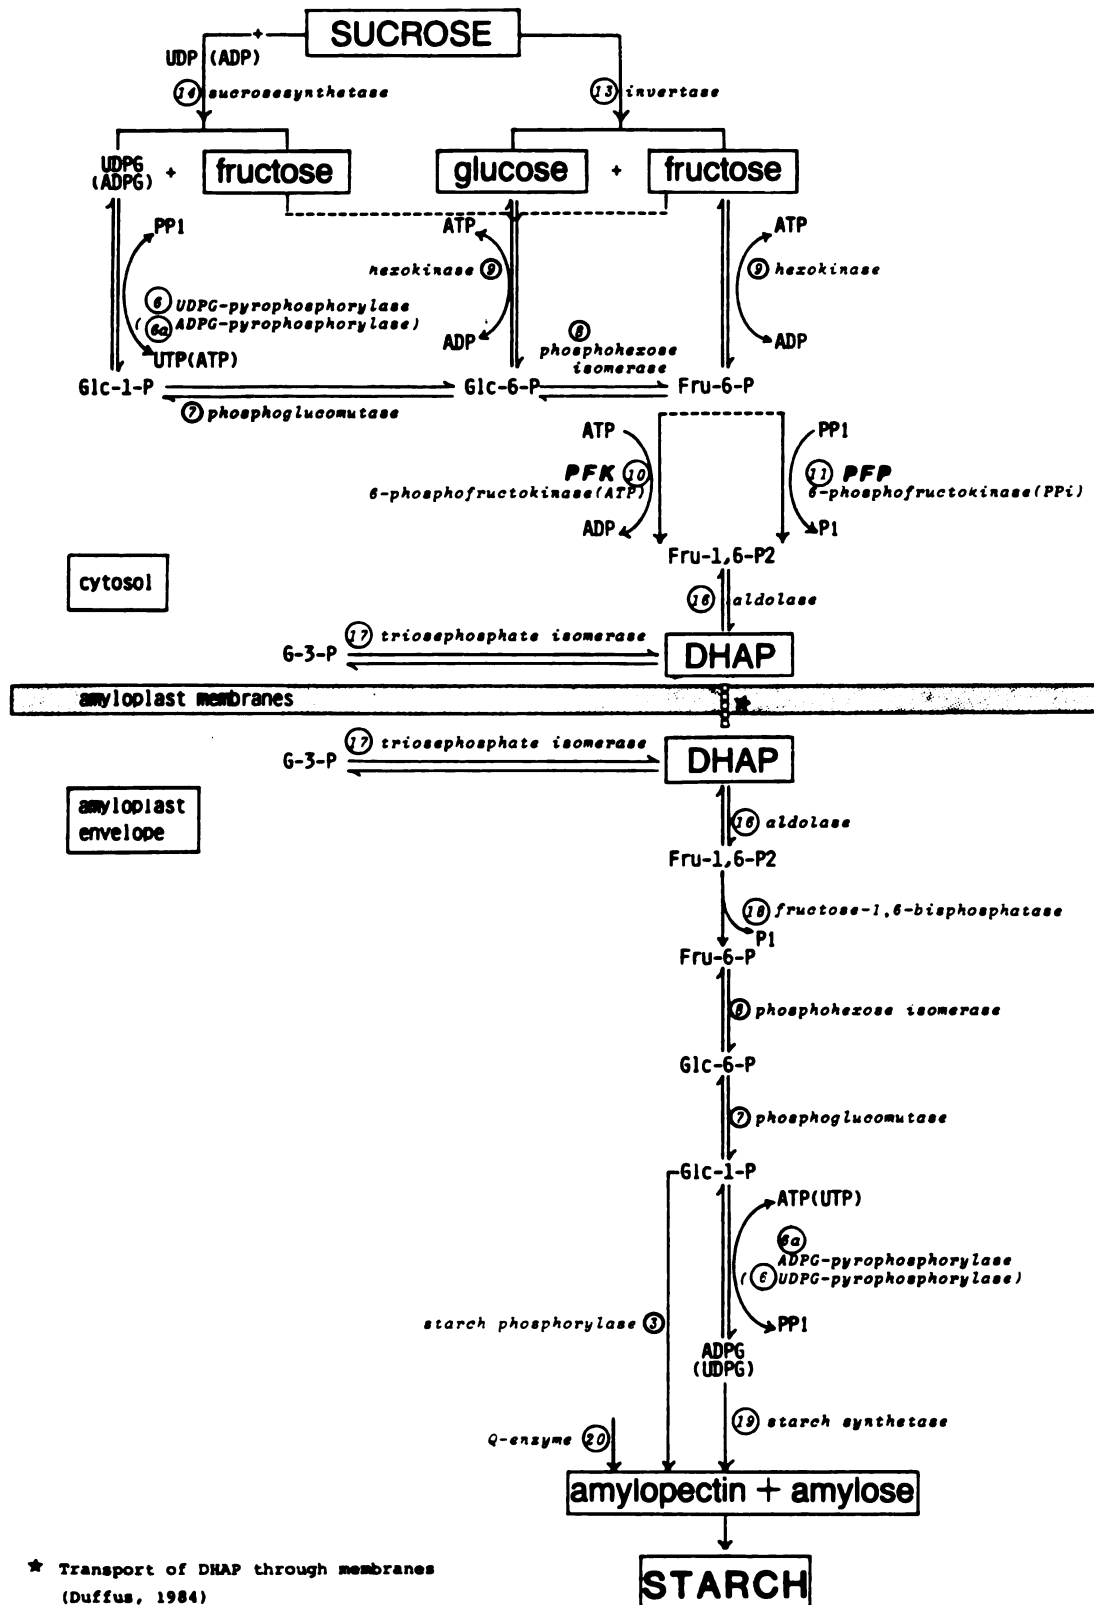 SUCROSE
+
UDP (ADP)
14 sucrosesynthetase
13 invertase
UDPG
(ADPG)
+
fructose
glucose
+
fructose
PPi
ATP
ATP
hexokinase 9
9 hexokinase
6 UDPG-pyrophosphorylase
(6a ADPG-pyrophosphorylase)
ADP
8
phosphohexose
isomerase
ADP
UTP(ATP)
Glc-1-P
Glc-6-P
Fru-6-P
7 phosphoglucomutase
ATP
PPi
PFK 10
11 PFP
6-phosphofructokinase(ATP)
6-phosphofructokinase(PPi)
ADP
Pi
Fru-1,6-P2
cytosol
16 aldolase
17 triosephosphate isomerase
G-3-P
DHAP
amyloplast membranes
★
17 triosephosphate isomerase
G-3-P
DHAP
amyloplast
envelope
16 aldolase
Fru-1,6-P2
18 fructose-1,6-bisphosphatase
Pi
Fru-6-P
8 phosphohexose isomerase
Glc-6-P
7 phosphoglucomutase
Glc-1-P
ATP(UTP)
6a
ADPG-pyrophosphorylase
(6 UDPG-pyrophosphorylase)
starch phosphorylase 3
PPi
ADPG
(UDPG)
19 starch synthetase
Q-enzyme 20
amylopectin + amylose
STARCH
★ Transport of DHAP through membranes
(Duffus, 1984)